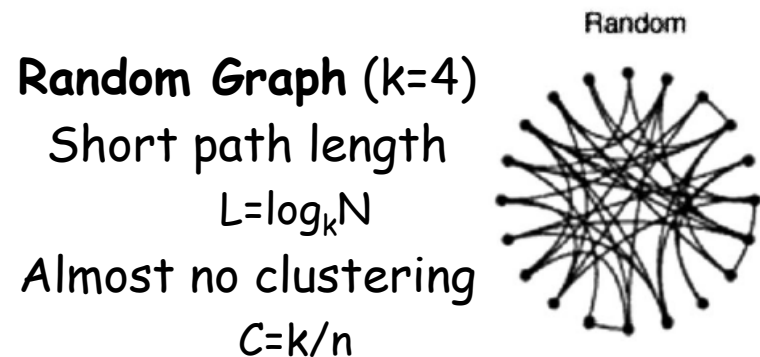 Random
Random Graph (k=4)
Short path length
L=logₖN
Almost no clustering
C=k/n